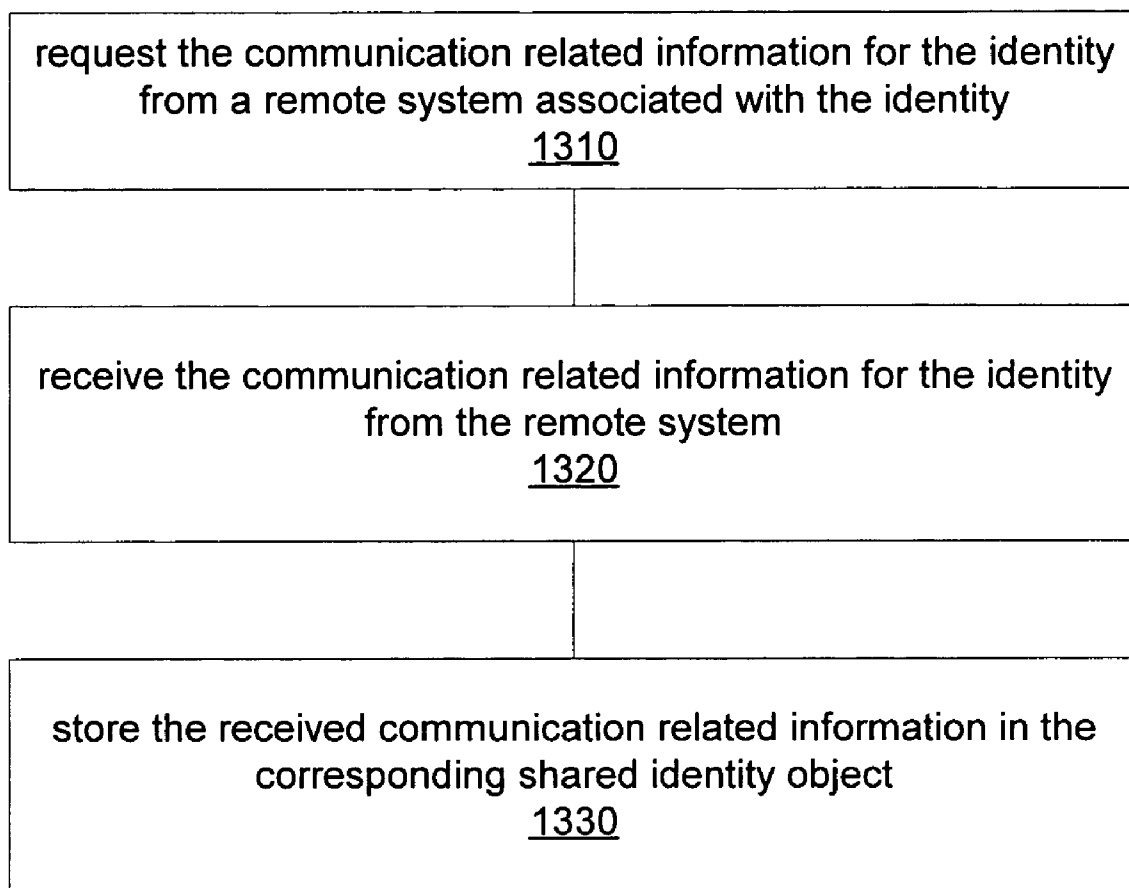 request the communication related information for the identity
from a remote system associated with the identity
1310
receive the communication related information for the identity
from the remote system
1320
store the received communication related information in the
corresponding shared identity object
1330